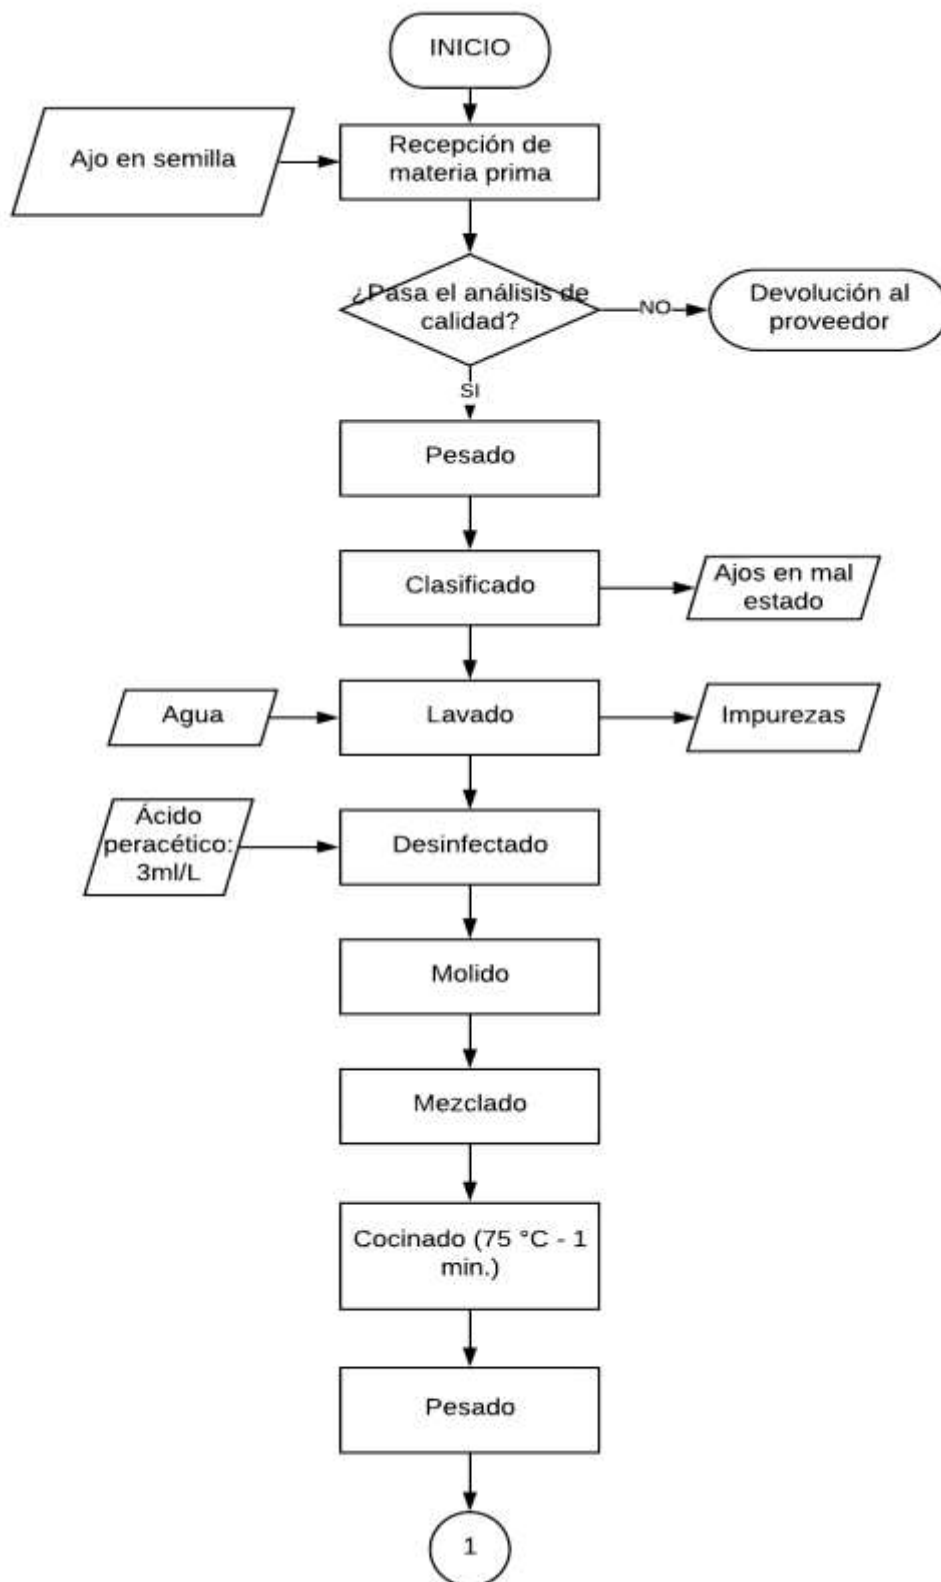 INICIO
Ajo en semilla
Recepción de
materia prima
¿Pasa el análisis de
calidad?
NO
Devolución al
proveedor
SI
Pesado
Clasificado
Ajos en mal
estado
Agua
Lavado
Impurezas
Ácido
peracético:
3ml/L
Desinfectado
Molido
Mezclado
Cocinado (75 °C - 1
min.)
Pesado
1